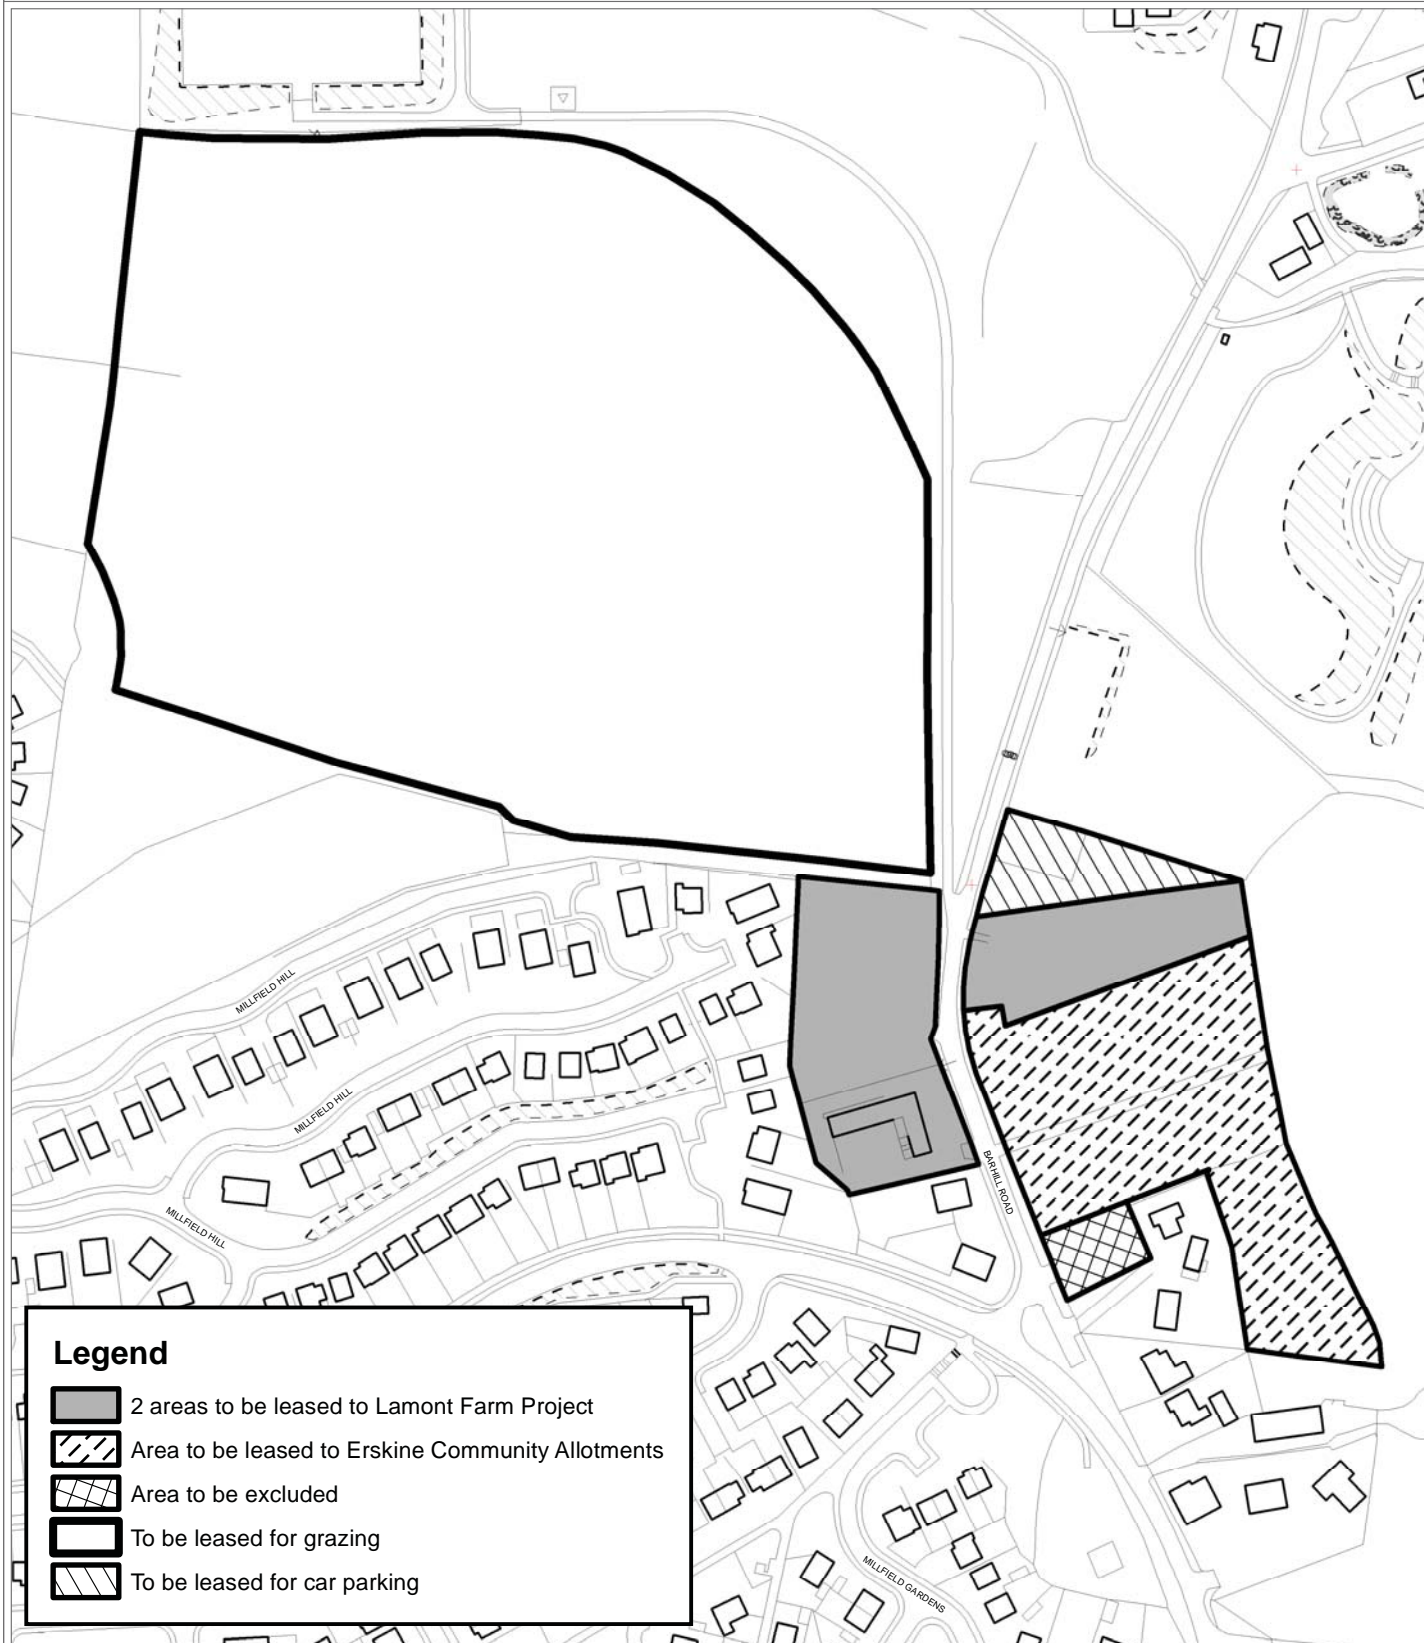 MILLFIELD HILL
MILLFIELD HILL
MILLFIELD HILL
BARHILL ROAD
Legend
2 areas to be leased to Lamont Farm Project
Area to be leased to Erskine Community Allotments
Area to be excluded
To be leased for grazing
To be leased for car parking
MILLFIELD GARDENS